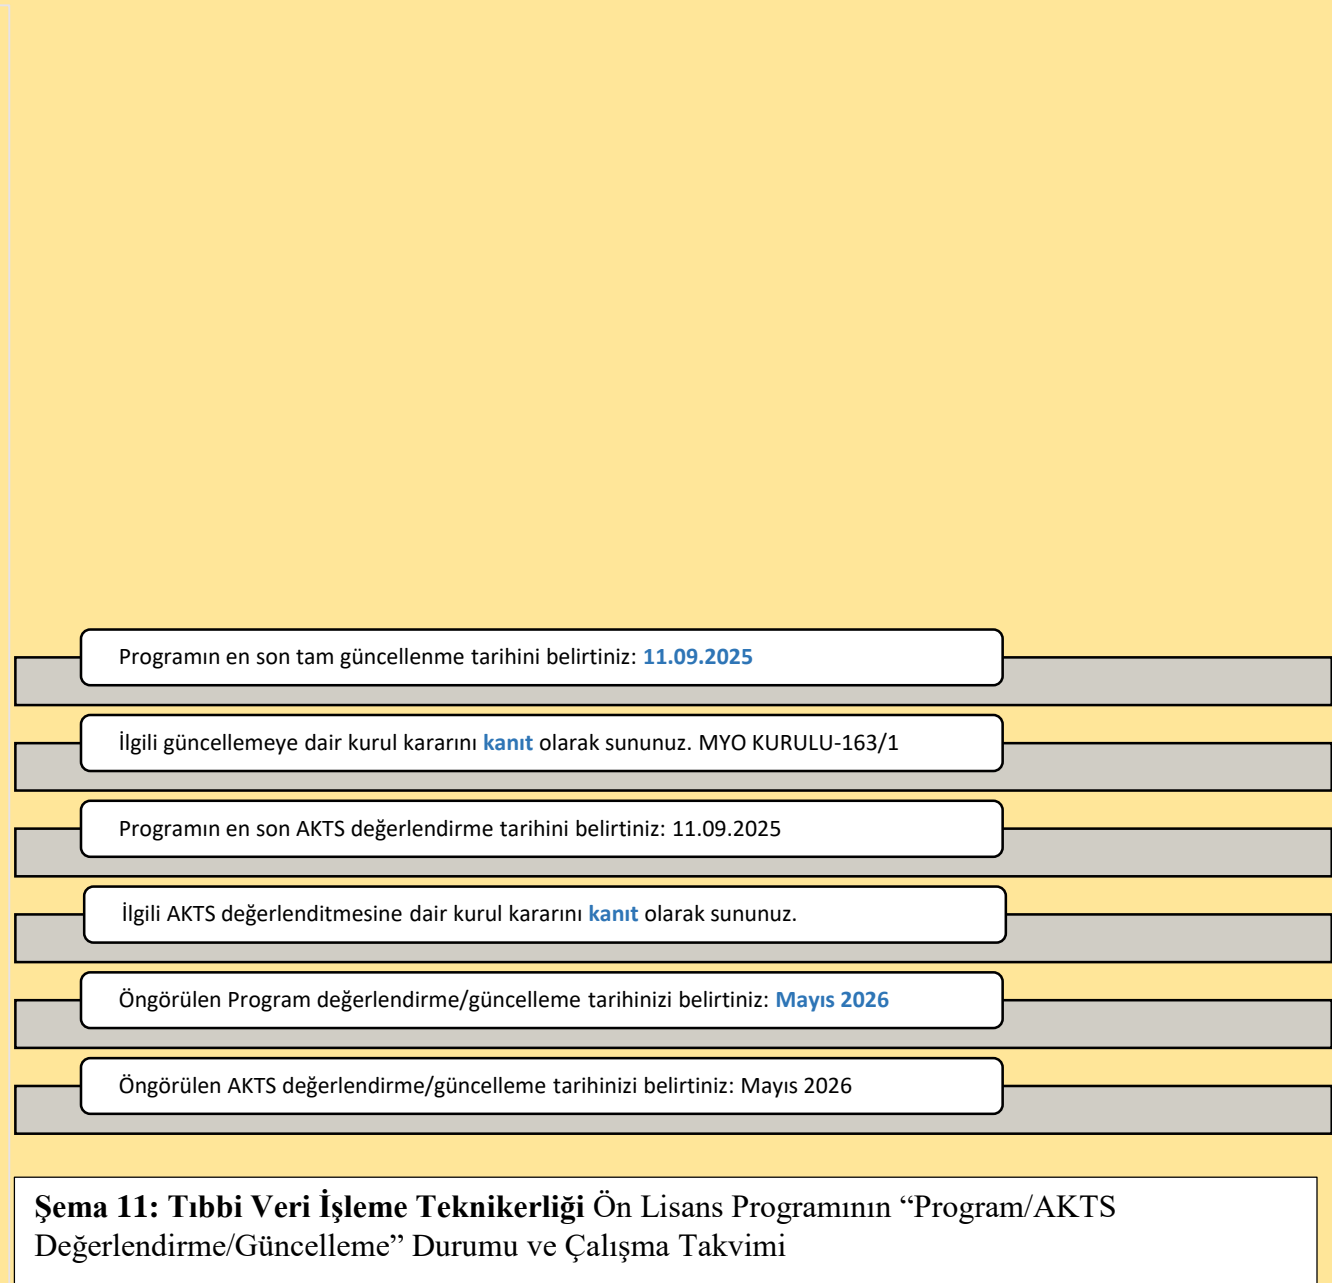 Programın en son tam güncellenme tarihini belirtiniz: 11.09.2025
İlgili güncellemeye dair kurul kararını kanıt olarak sununuz. MYO KURULU-163/1
Programın en son AKTS değerlendirme tarihini belirtiniz: 11.09.2025
İlgili AKTS değerlenditmesine dair kurul kararını kanıt olarak sununuz.
Öngörülen Program değerlendirme/güncelleme tarihinizi belirtiniz: Mayıs 2026
Öngörülen AKTS değerlendirme/güncelleme tarihinizi belirtiniz: Mayıs 2026
Şema 11: Tıbbi Veri İşleme Teknikerliği Ön Lisans Programının “Program/AKTS
Değerlendirme/Güncelleme” Durumu ve Çalışma Takvimi